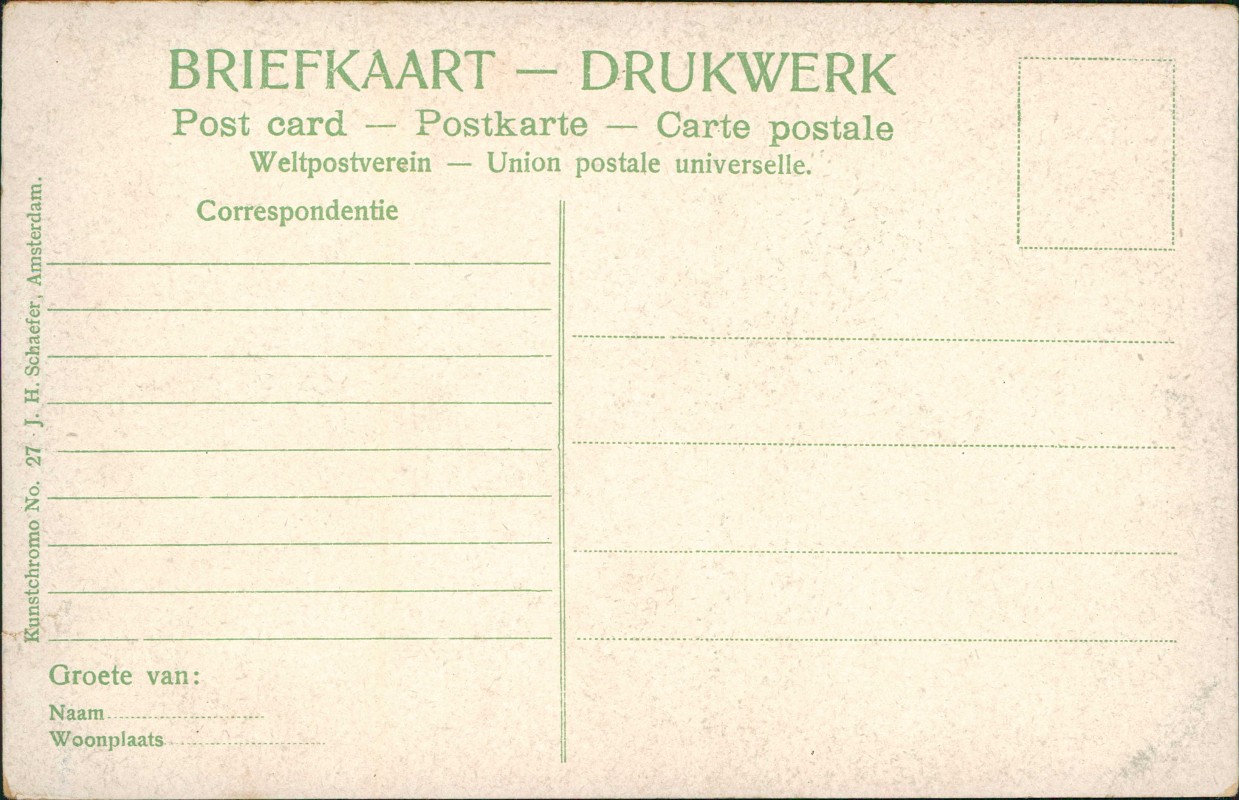 BRIEFKAART — DRUKWERK
Post card — Postkarte — Carte postale
Weltpostverein — Union postale universelle.
Correspondentie
Kunstchromo No. 27 · J. H. Schaefer, Amsterdam.
Groete van:
Naam
Woonplaats